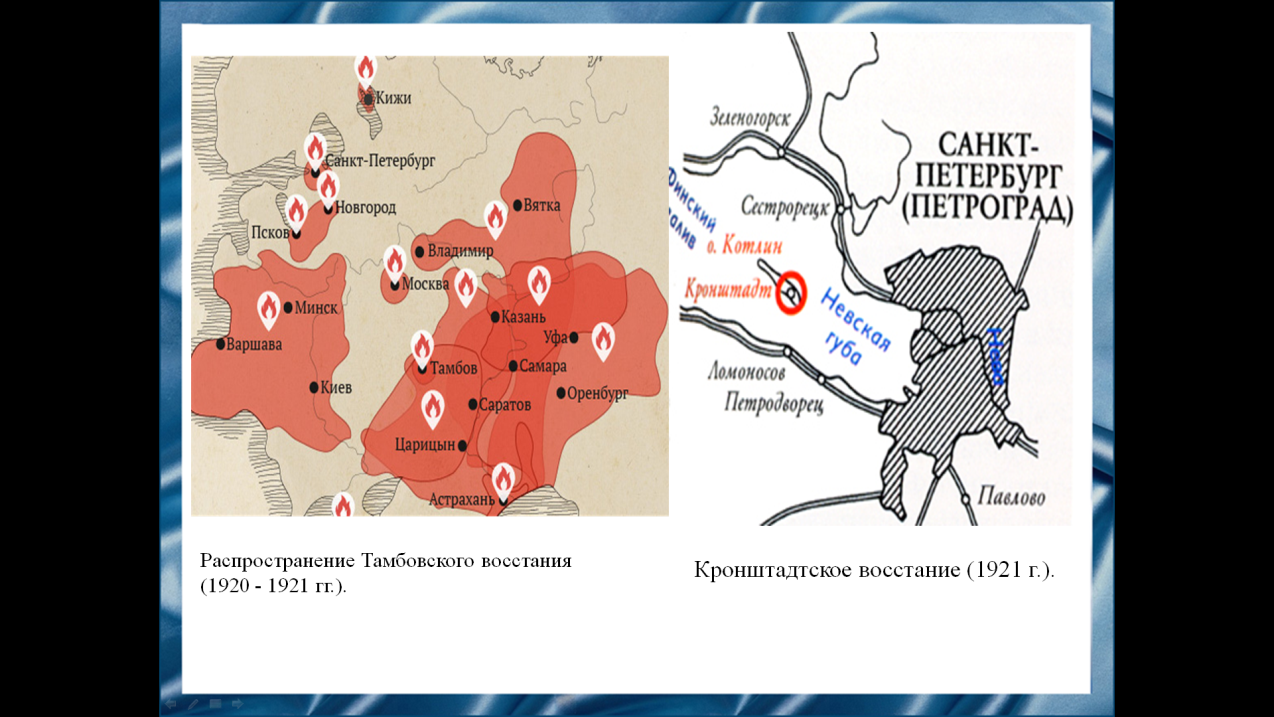 Кижи
Санкт-Петербург
Новгород
Псков
Вятка
Владимир
Москва
Минск
Казань
Варшава
Уфа
Тамбов
Самара
Киев
Оренбург
Саратов
Царицын
Астрахань
Зеленогорск
САНКТ-
ПЕТЕРБУРГ
(ПЕТРОГРАД)
Сестрорецк
Финский
залив
о. Котлин
Кронштадт
Невская
губа
Нева
Ломоносов
Петродворец
Павлово
Распространение Тамбовского восстания
(1920 - 1921 гг.).
Кронштадтское восстание (1921 г.).